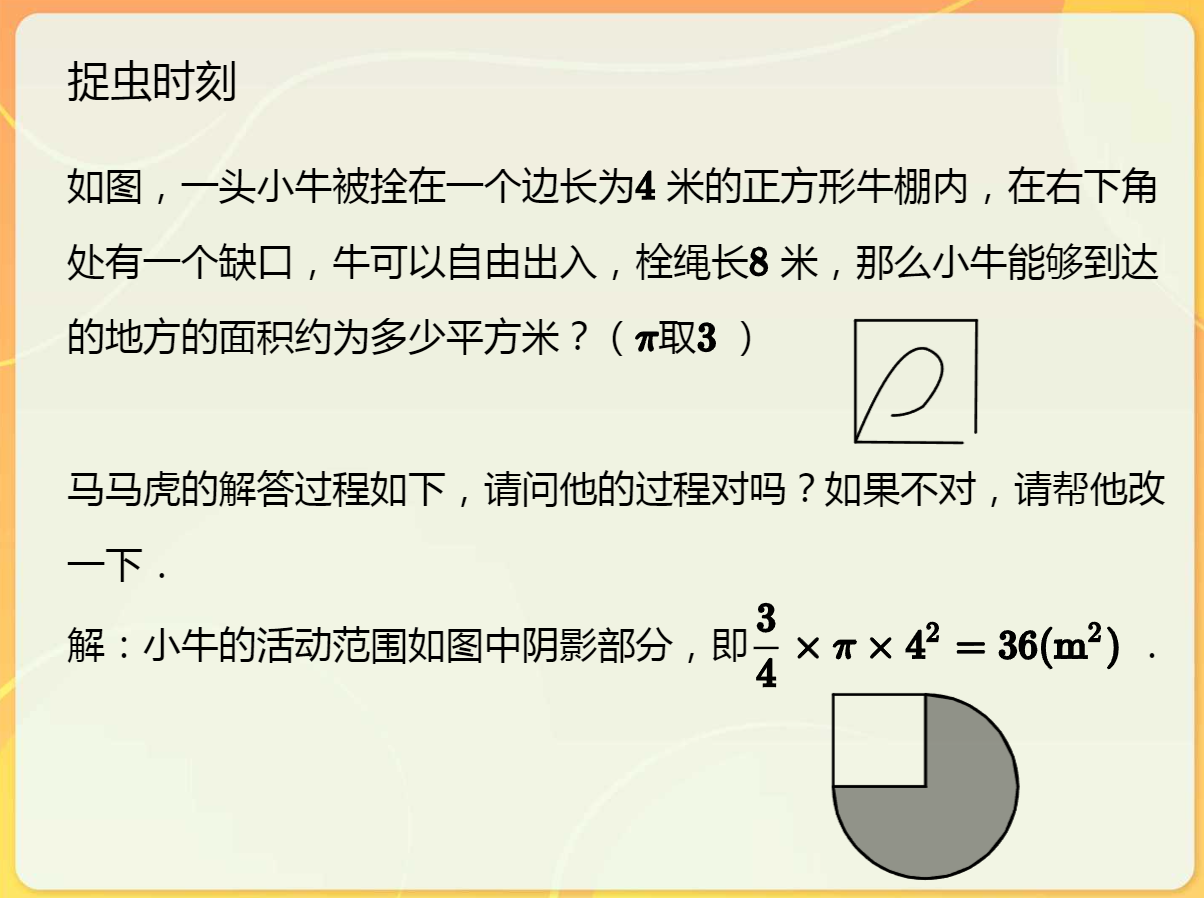 捉虫时刻
如图，一头小牛被拴在一个边长为4 米的正方形牛棚内，在右下角
处有一个缺口，牛可以自由出入，栓绳长8 米，那么小牛能够到达
的地方的面积约为多少平方米？（π取3 ）
马马虎的解答过程如下，请问他的过程对吗？如果不对，请帮他改
一下．
解：小牛的活动范围如图中阴影部分，即3/4 × π × 4² = 36(m²) ．